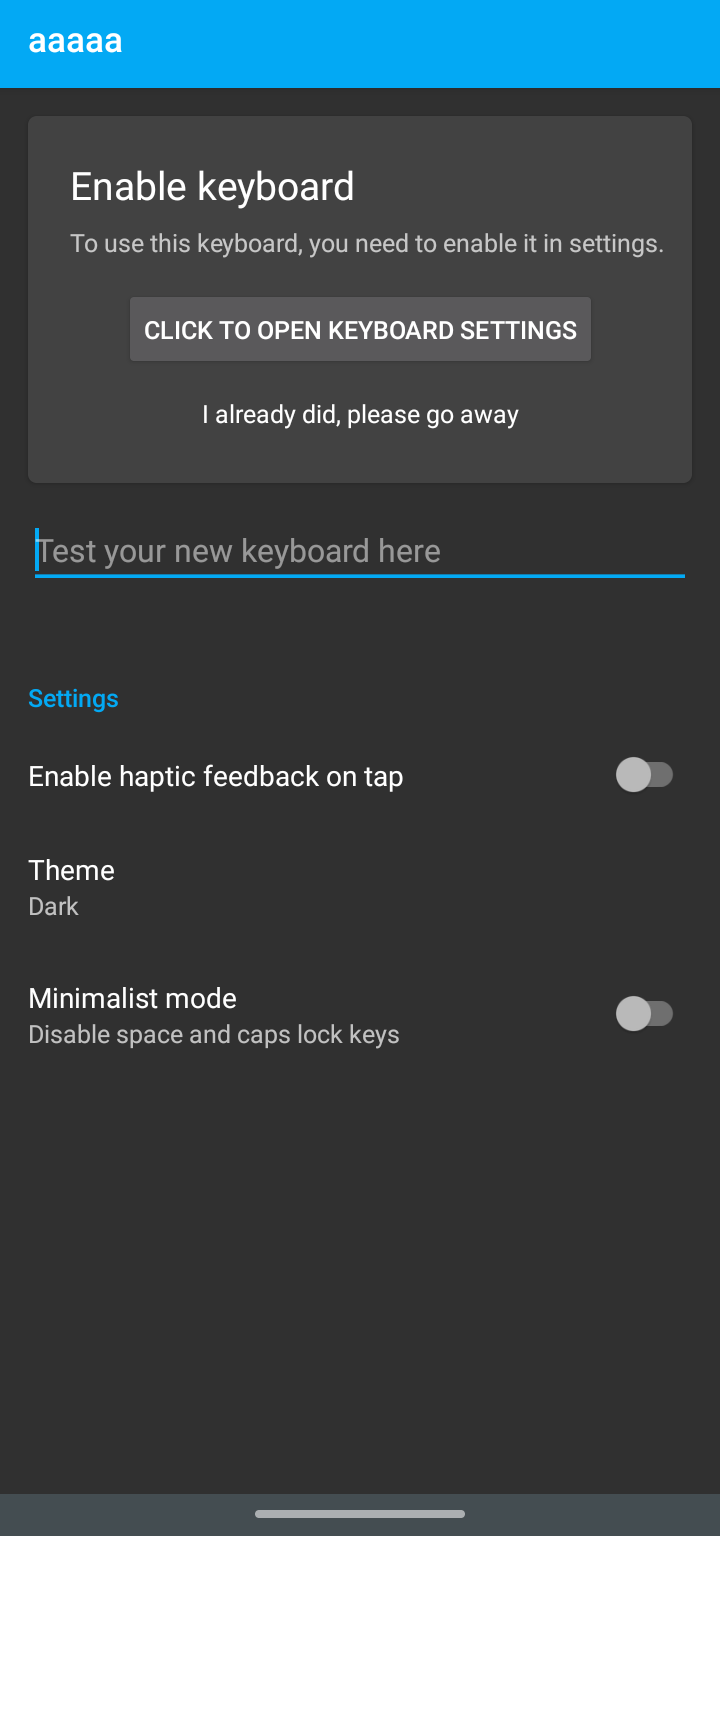 aaaaa
Enable keyboard
To use this keyboard, you need to enable it in settings.
CLICK TO OPEN KEYBOARD SETTINGS
I already did, please go away
Test your new keyboard here
Settings
Enable haptic feedback on tap
Theme
Dark
Minimalist mode
Disable space and caps lock keys